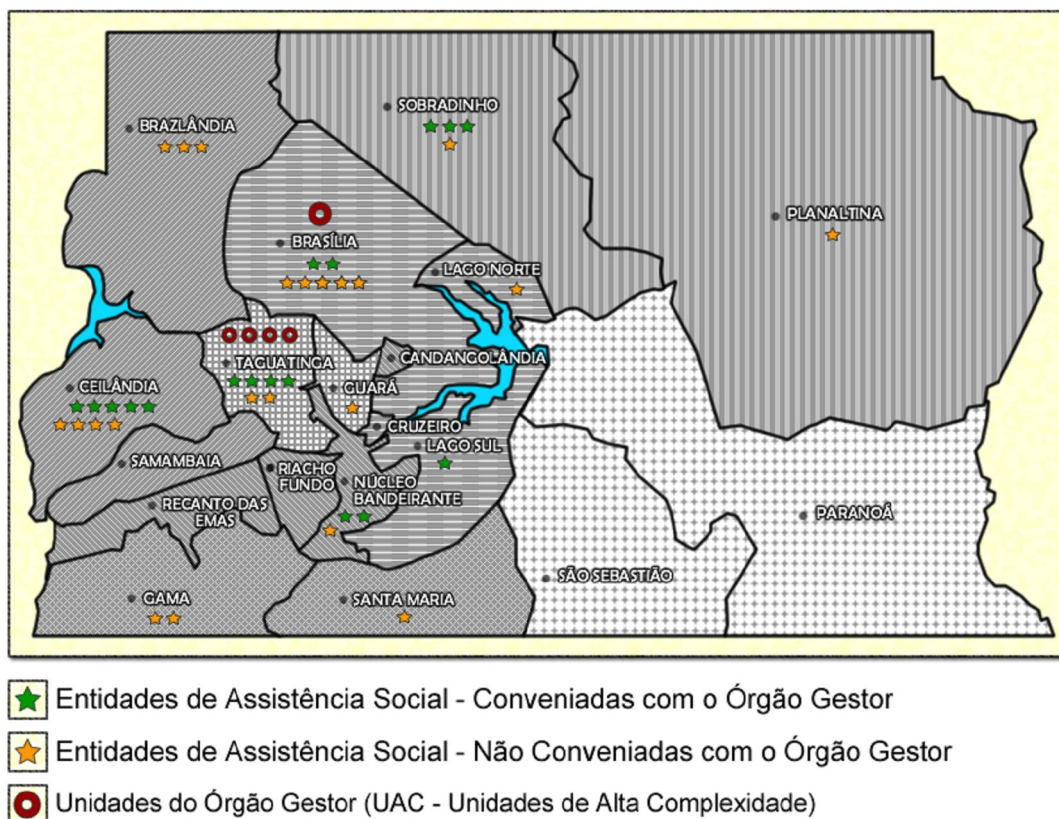 SOBRADINHO
BRAZLÂNDIA
PLANALTINA
BRASÍLIA
LAGO NORTE
TAGUATINGA
CANDANGOLÂNDIA
CEILÂNDIA
GUARÁ
CRUZEIRO
LAGO SUL
SAMAMBAIA
RIACHO
FUNDO
NÚCLEO
BANDEIRANTE
RECANTO DAS
EMAS
PARANOÁ
SÃO SEBASTIÃO
GAMA
SANTA MARIA
Entidades de Assistência Social - Conveniadas com o Órgão Gestor
Entidades de Assistência Social - Não Conveniadas com o Órgão Gestor
Unidades do Órgão Gestor (UAC - Unidades de Alta Complexidade)